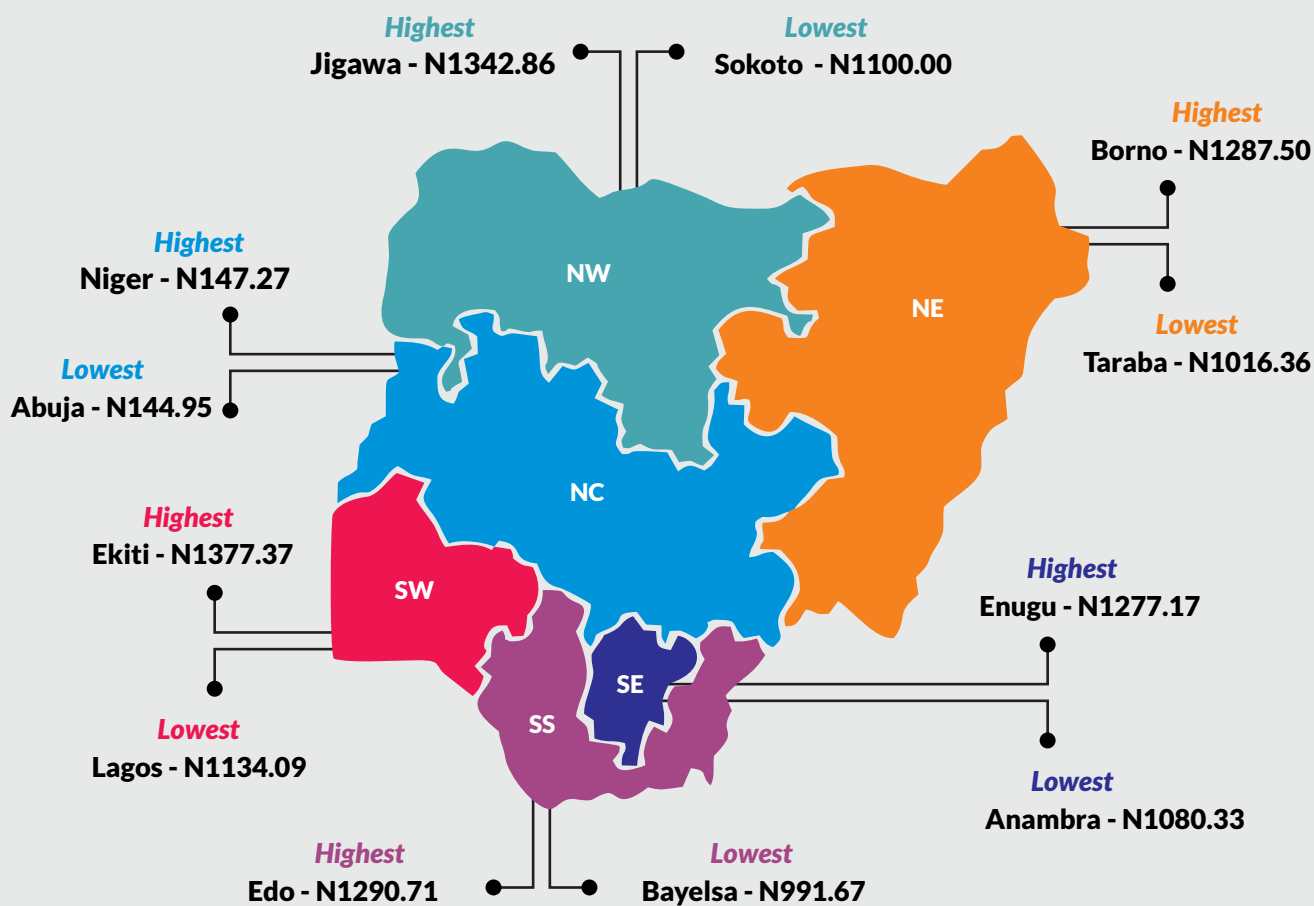 Highest
Jigawa - N1342.86
Lowest
Sokoto - N1100.00
Highest
Borno - N1287.50
Lowest
Taraba - N1016.36
Highest
Niger - N147.27
Lowest
Abuja - N144.95
NW
NE
NC
SW
SE
SS
Highest
Ekiti - N1377.37
Lowest
Lagos - N1134.09
Highest
Enugu - N1277.17
Lowest
Anambra - N1080.33
Highest
Edo - N1290.71
Lowest
Bayelsa - N991.67